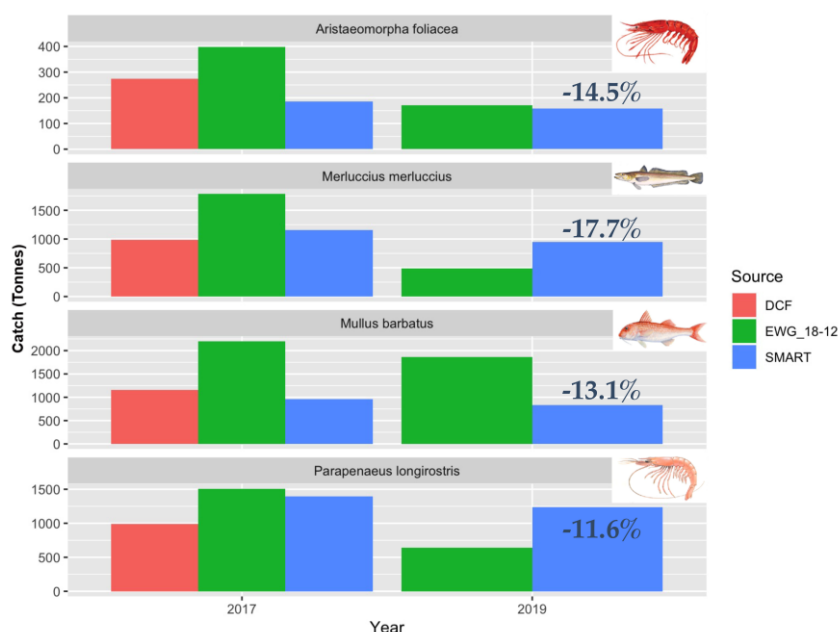 Aristaeomorpha foliacea
400
300
200
100
0
-14.5%
Merluccius merluccius
1500
1000
500
0
-17.7%
Mullus barbatus
2000
1500
1000
500
0
-13.1%
Parapenaeus longirostris
1500
1000
500
0
-11.6%
2017
2019
Year
Catch (Tonnes)
Source
DCF
EWG_18-12
SMART